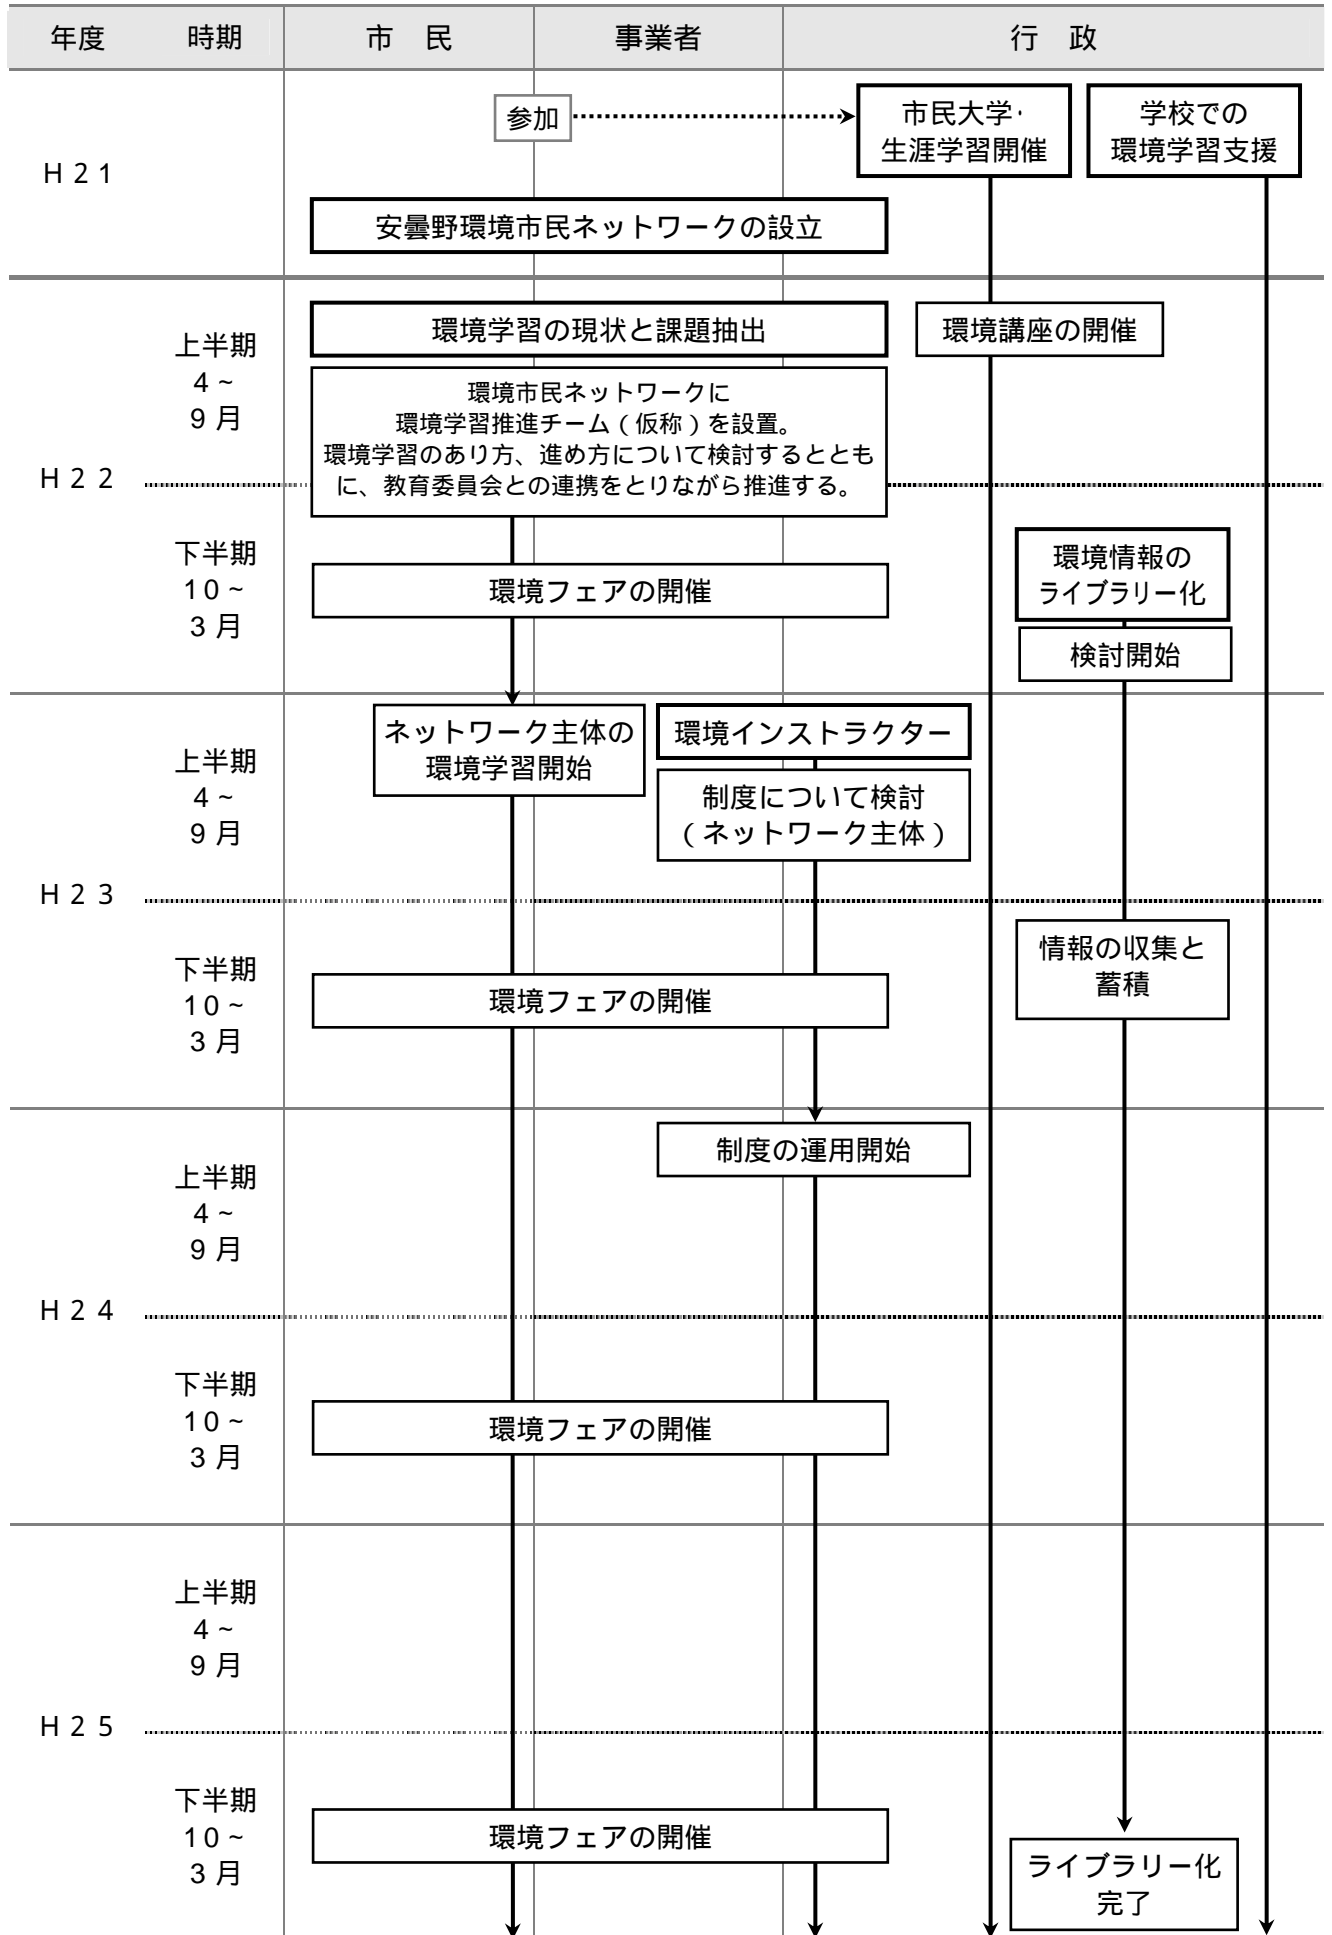 年度 時期 市 民 事業者 行 政
参加
市民大学・
生涯学習開催
学校での
環境学習支援
H21
安曇野環境市民ネットワークの設立
環境学習の現状と課題抽出
環境講座の開催
上半期
4~
9月
環境市民ネットワークに
環境学習推進チーム(仮称)を設置。
環境学習のあり方、進め方について検討するととも
に、教育委員会との連携をとりながら推進する。
H22
下半期
10~
3月
環境フェアの開催
環境情報の
ライブラリー化
検討開始
ネットワーク主体の
環境学習開始
環境インストラクター
制度について検討
(ネットワーク主体)
上半期
4~
9月
H23
下半期
10~
3月
環境フェアの開催
情報の収集と
蓄積
制度の運用開始
上半期
4~
9月
H24
下半期
10~
3月
環境フェアの開催
上半期
4~
9月
H25
下半期
10~
3月
環境フェアの開催
ライブラリー化
完了